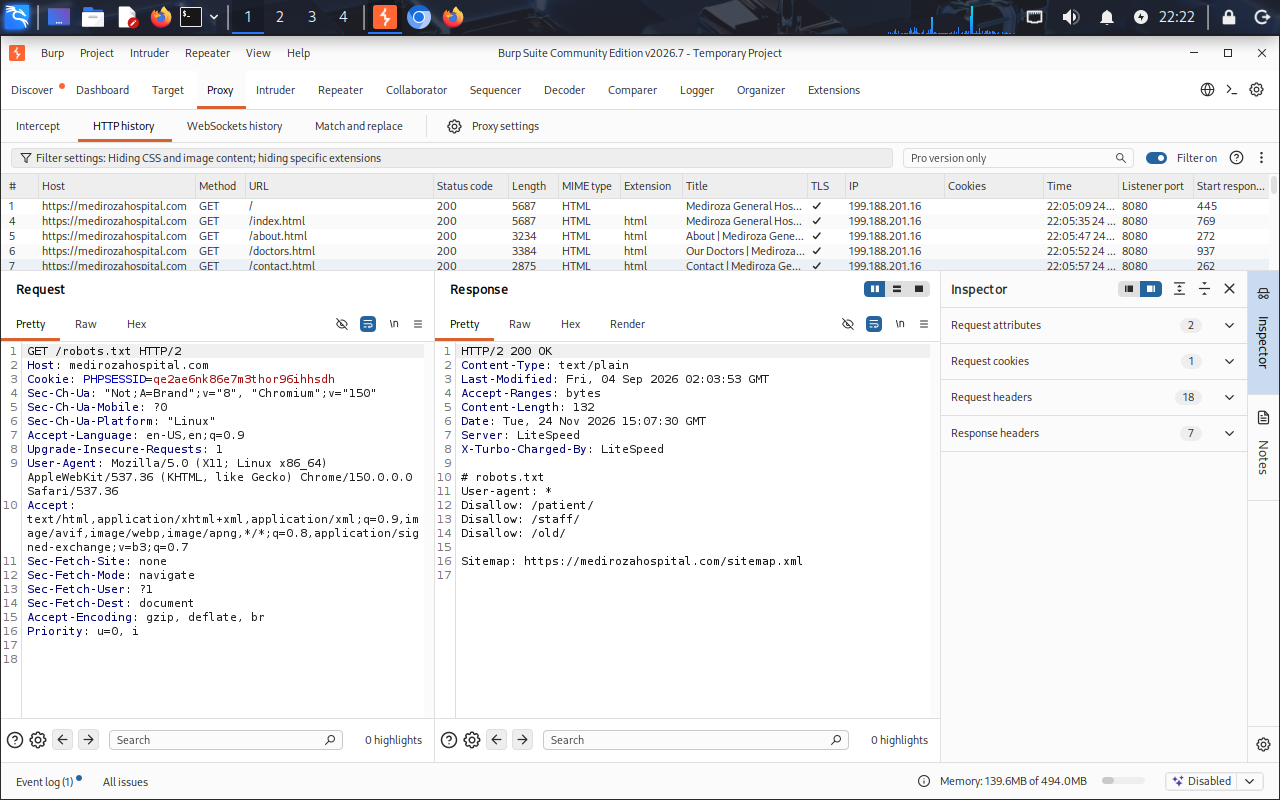 1 2 3 4 22:22
Burp Project Intruder Repeater View Help Burp Suite Community Edition v2026.7 - Temporary Project
Discover Dashboard Target Proxy Intruder Repeater Collaborator Sequencer Decoder Comparer Logger Organizer Extensions
Intercept HTTP history WebSockets history Match and replace Proxy settings
Filter settings: Hiding CSS and image content; hiding specific extensions Pro version only Filter on
# Host Method URL Status code Length MIME type Extension Title TLS IP Cookies Time Listener port Start respon...
1 https://medirozahospital.com GET / 200 5687 HTML Mediroza General Hos... ✓ 199.188.201.16 22:05:09 24... 8080 445
4 https://medirozahospital.com GET /index.html 200 5687 HTML html Mediroza General Hos... ✓ 199.188.201.16 22:05:35 24... 8080 769
5 https://medirozahospital.com GET /about.html 200 3234 HTML html About | Mediroza Gene... ✓ 199.188.201.16 22:05:47 24... 8080 272
6 https://medirozahospital.com GET /doctors.html 200 3384 HTML html Our Doctors | Mediroza... ✓ 199.188.201.16 22:05:52 24... 8080 937
7 https://medirozahospital.com GET /contact.html 200 2875 HTML html Contact | Mediroza Ge... ✓ 199.188.201.16 22:05:57 24... 8080 262
Request
Pretty Raw Hex \n
1 GET /robots.txt HTTP/2
2 Host: medirozahospital.com
3 Cookie: PHPSESSID=qe2ae6nk86e7m3thor96ihhsdh
4 Sec-Ch-Ua: "Not;A=Brand";v="8", "Chromium";v="150"
5 Sec-Ch-Ua-Mobile: ?0
6 Sec-Ch-Ua-Platform: "Linux"
7 Accept-Language: en-US,en;q=0.9
8 Upgrade-Insecure-Requests: 1
9 User-Agent: Mozilla/5.0 (X11; Linux x86_64)
AppleWebKit/537.36 (KHTML, like Gecko) Chrome/150.0.0.0
Safari/537.36
10 Accept:
text/html,application/xhtml+xml,application/xml;q=0.9,im
age/avif,image/webp,image/apng,*/*;q=0.8,application/sig
ned-exchange;v=b3;q=0.7
11 Sec-Fetch-Site: none
12 Sec-Fetch-Mode: navigate
13 Sec-Fetch-User: ?1
14 Sec-Fetch-Dest: document
15 Accept-Encoding: gzip, deflate, br
16 Priority: u=0, i
17
18
Search 0 highlights
Response
Pretty Raw Hex Render \n
1 HTTP/2 200 OK
2 Content-Type: text/plain
3 Last-Modified: Fri, 04 Sep 2026 02:03:53 GMT
4 Accept-Ranges: bytes
5 Content-Length: 132
6 Date: Tue, 24 Nov 2026 15:07:30 GMT
7 Server: LiteSpeed
8 X-Turbo-Charged-By: LiteSpeed
9
10 # robots.txt
11 User-agent: *
12 Disallow: /patient/
13 Disallow: /staff/
14 Disallow: /old/
15
16 Sitemap: https://medirozahospital.com/sitemap.xml
17
Search 0 highlights
Inspector
Request attributes 2
Request cookies 1
Request headers 18
Response headers 7
Inspector
Notes
Event log (1) All issues Memory: 139.6MB of 494.0MB Disabled